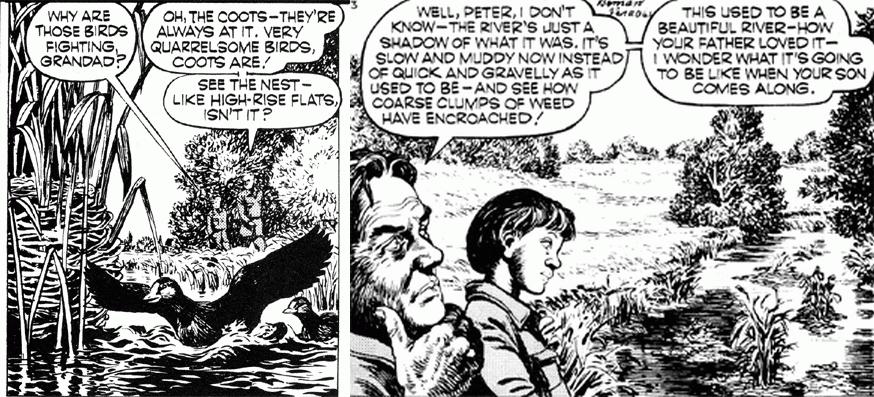 WHY ARE
THOSE BIRDS
FIGHTING,
GRANDAD?
OH, THE COOTS—THEY'RE
ALWAYS AT IT. VERY
QUARRELSOME BIRDS,
COOTS ARE!
SEE THE NEST—
LIKE HIGH-RISE FLATS,
ISN'T IT?
3
WELL, PETER, I DON'T
KNOW—THE RIVER'S JUST A
SHADOW OF WHAT IT WAS. IT'S
SLOW AND MUDDY NOW INSTEAD
OF QUICK AND GRAVELLY AS IT
USED TO BE—AND SEE HOW
COARSE CLUMPS OF WEED
HAVE ENCROACHED!
THIS USED TO BE A
BEAUTIFUL RIVER—HOW
YOUR FATHER LOVED IT—
I WONDER WHAT IT'S GOING
TO BE LIKE WHEN YOUR SON
COMES ALONG.